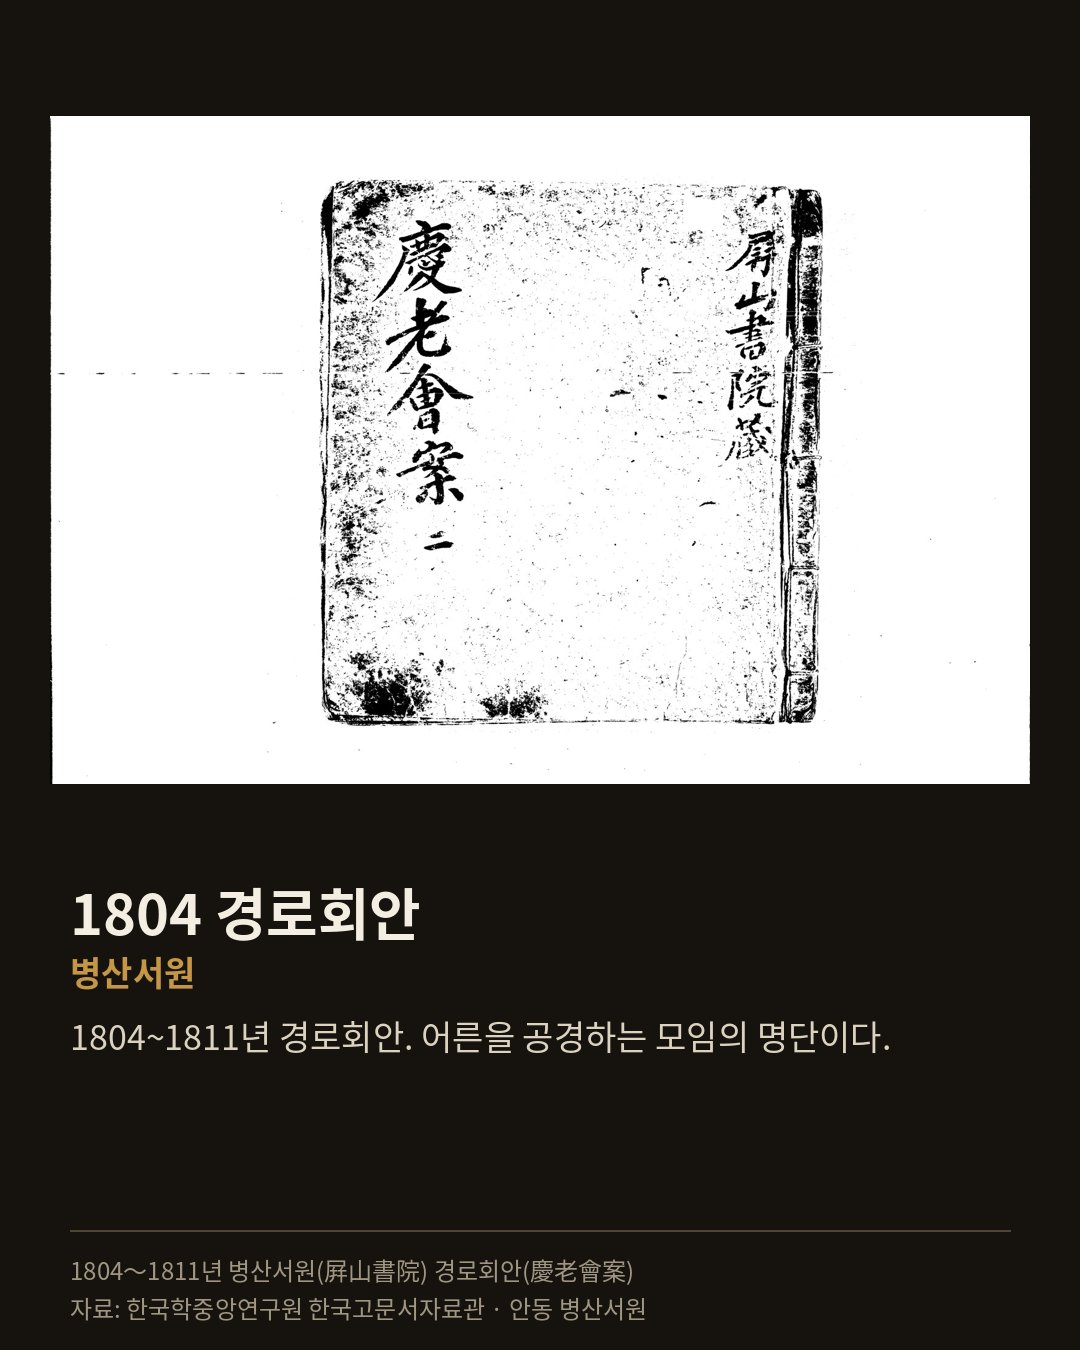 屛山書院藏
慶老會案 二
1804 경로회안
병산서원
1804~1811년 경로회안. 어른을 공경하는 모임의 명단이다.
1804～1811년 병산서원(屛山書院) 경로회안(慶老會案)
자료: 한국학중앙연구원 한국고문서자료관 · 안동 병산서원